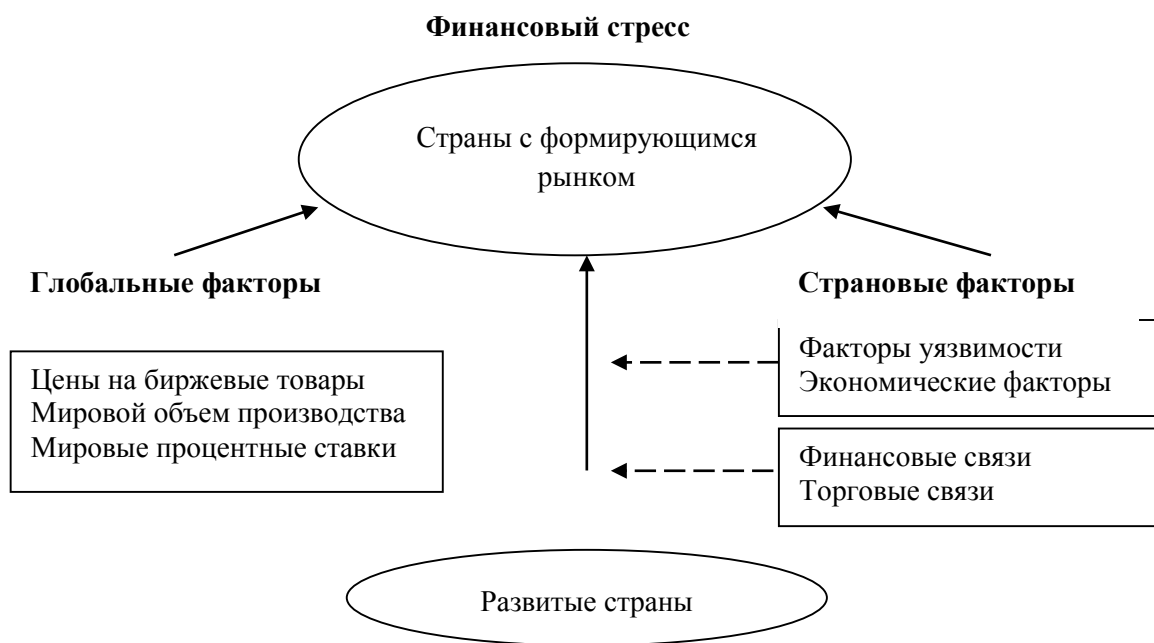 Финансовый стресс
Страны с формирующимся
рынком
Глобальные факторы
Страновые факторы
Цены на биржевые товары
Мировой объем производства
Мировые процентные ставки
Факторы уязвимости
Экономические факторы
Финансовые связи
Торговые связи
Развитые страны